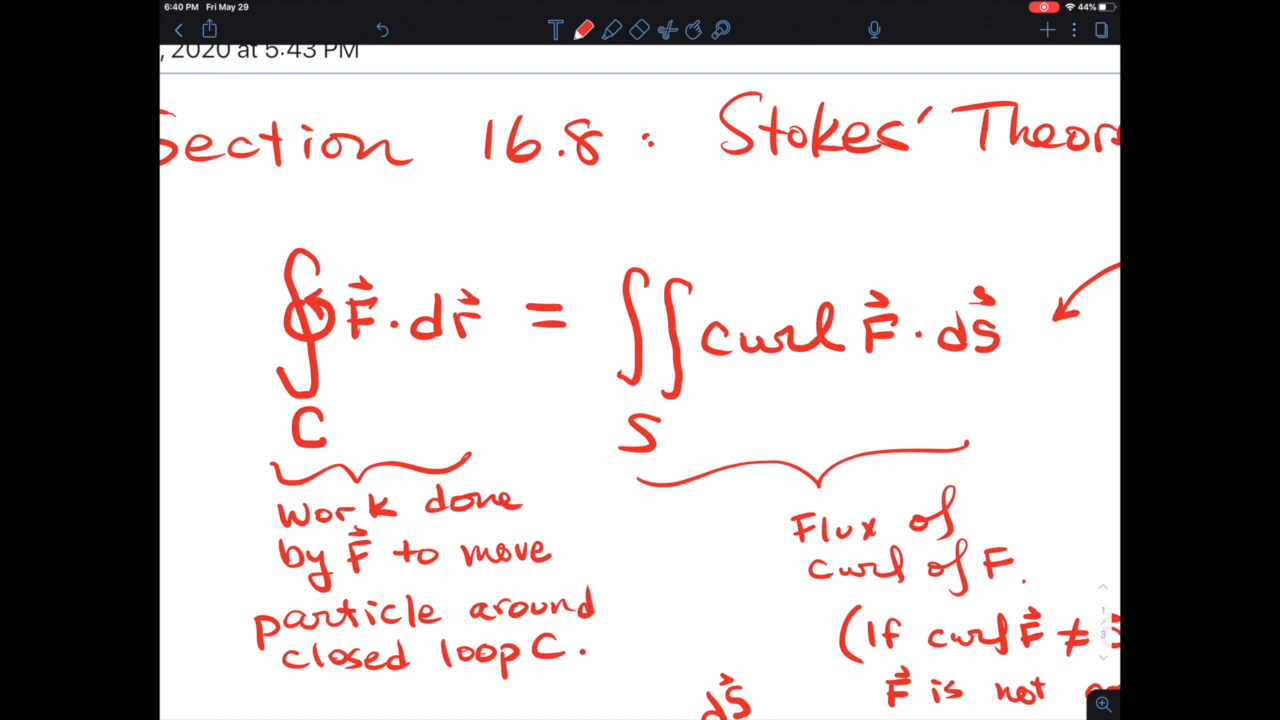 6:40 PM Fri May 29
44%
, 2020 at 5:43 PM
Section 16.8 : Stokes' Theor
∮ F⃗ · dr⃗ = ∬ curl F⃗ · dS⃗
C S
Work done
by F⃗ to move
particle around
closed loop C.
Flux of
curl of F.
(If curl F⃗ ≠
F⃗ is not
dS⃗
1
/
3